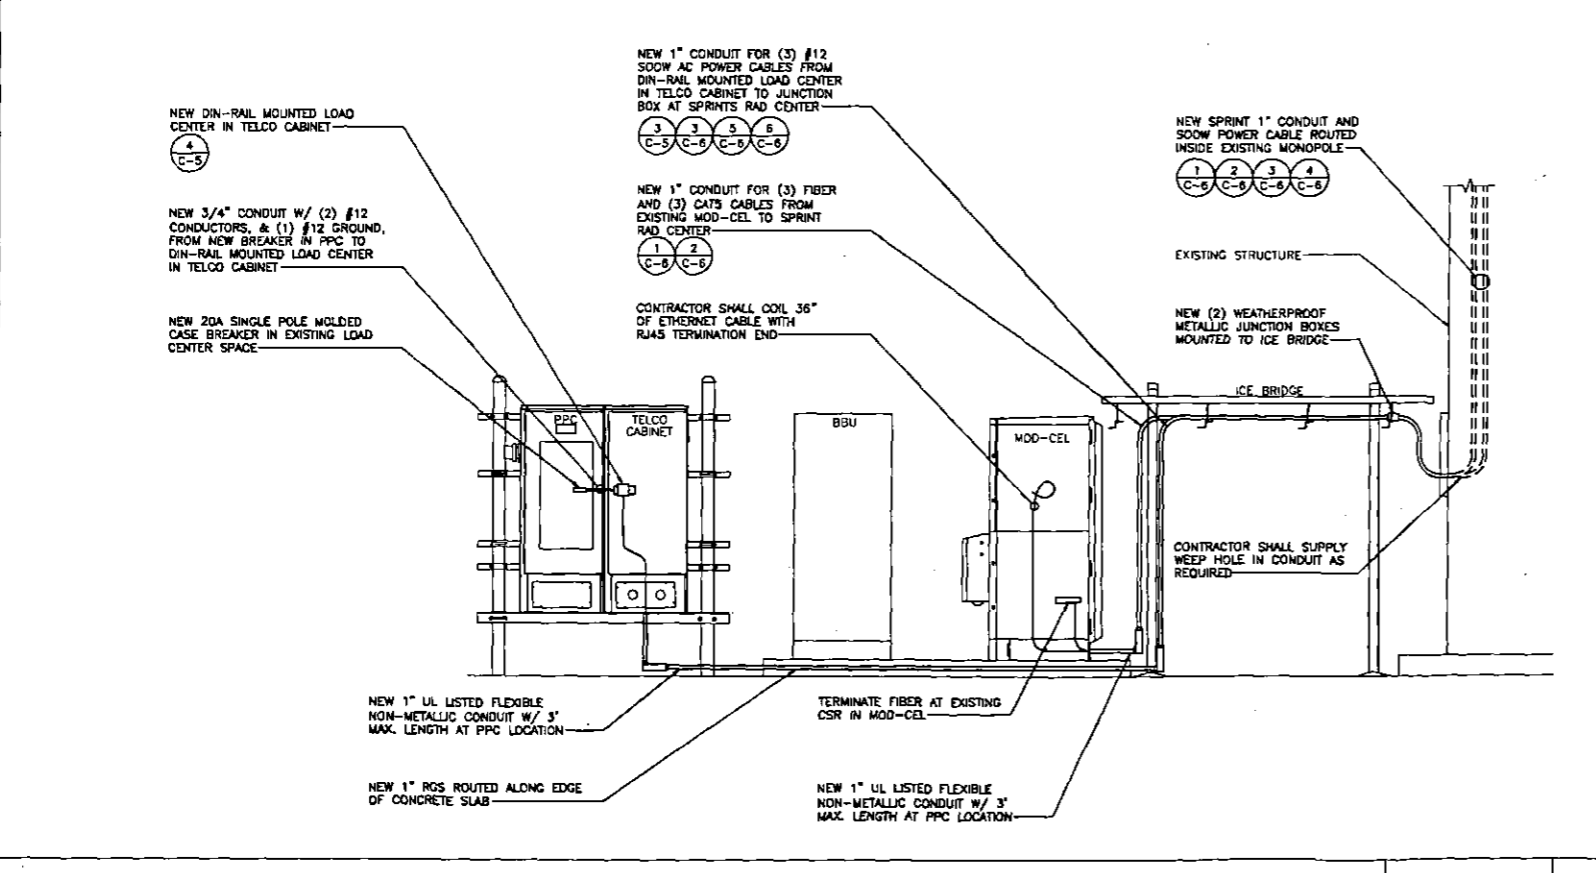 NEW 1" CONDUIT FOR (3) #12
SOOW AC POWER CABLES FROM
DIN-RAIL MOUNTED LOAD CENTER
IN TELCO CABINET TO JUNCTION
BOX AT SPRINTS RAD CENTER
3 3 5 6
C-5 C-6 C-6 C-6
NEW DIN-RAIL MOUNTED LOAD
CENTER IN TELCO CABINET
4
C-5
NEW SPRINT 1" CONDUIT AND
SOOW POWER CABLE ROUTED
INSIDE EXISTING MONOPOLE
1 2 3 4
C-6 C-6 C-6 C-6
NEW 1" CONDUIT FOR (3) FIBER
AND (3) CAT5 CABLES FROM
EXISTING MOD-CEL TO SPRINT
RAD CENTER
1 2
C-6 C-6
NEW 3/4" CONDUIT W/ (2) #12
CONDUCTORS, & (1) #12 GROUND,
FROM NEW BREAKER IN PPC TO
DIN-RAIL MOUNTED LOAD CENTER
IN TELCO CABINET
EXISTING STRUCTURE
CONTRACTOR SHALL COIL 36"
OF ETHERNET CABLE WITH
RJ45 TERMINATION END
NEW (2) WEATHERPROOF
METALLIC JUNCTION BOXES
MOUNTED TO ICE BRIDGE
NEW 20A SINGLE POLE MOLDED
CASE BREAKER IN EXISTING LOAD
CENTER SPACE
ICE BRIDGE
PPC
TELCO
CABINET
BBU
MOD-CEL
CONTRACTOR SHALL SUPPLY
WEEP HOLE IN CONDUIT AS
REQUIRED
NEW 1" UL LISTED FLEXIBLE
NON-METALLIC CONDUIT W/ 3'
MAX. LENGTH AT PPC LOCATION
TERMINATE FIBER AT EXISTING
CSR IN MOD-CEL
NEW 1" RGS ROUTED ALONG EDGE
OF CONCRETE SLAB
NEW 1" UL LISTED FLEXIBLE
NON-METALLIC CONDUIT W/ 3'
MAX. LENGTH AT PPC LOCATION